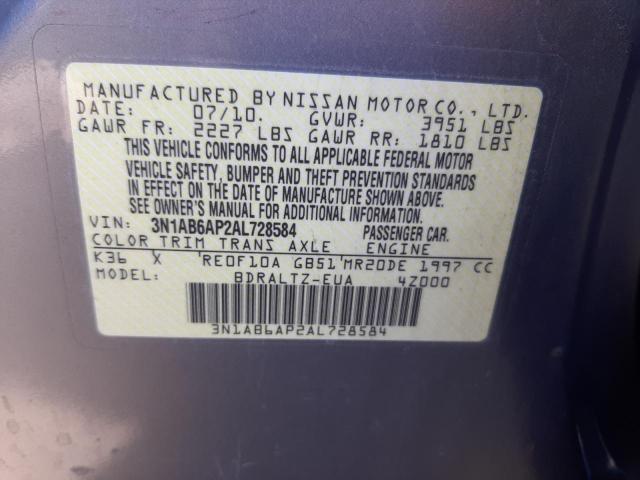 MANUFACTURED BY NISSAN MOTOR CO., LTD.
DATE: 07/10. GVWR: 3951 LBS
GAWR FR: 2227 LBS GAWR RR: 1810 LBS
THIS VEHICLE CONFORMS TO ALL APPLICABLE FEDERAL MOTOR
VEHICLE SAFETY, BUMPER AND THEFT PREVENTION STANDARDS
IN EFFECT ON THE DATE OF MANUFACTURE SHOWN ABOVE.
SEE OWNER'S MANUAL FOR ADDITIONAL INFORMATION.
VIN: 3N1AB6AP2AL728584 PASSENGER CAR.
COLOR TRIM TRANS AXLE ENGINE
K36 X 'RE0F10A GB51'MR20DE 1997 CC
MODEL: BDRALTZ-EUA 4Z000
3N1AB6AP2AL728584